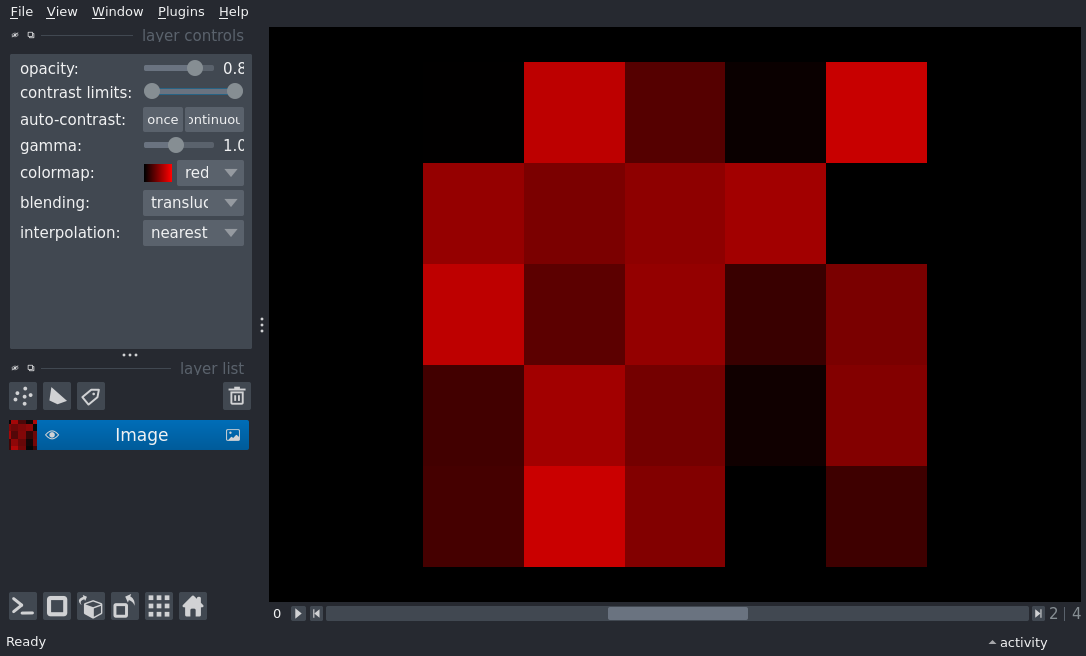 File View Window Plugins Help
layer controls
opacity: 0.8
contrast limits:
auto-contrast: once ontinuou
gamma: 1.0
colormap: red
blending: transluc
interpolation: nearest
layer list
Image
0 2 | 4
Ready activity